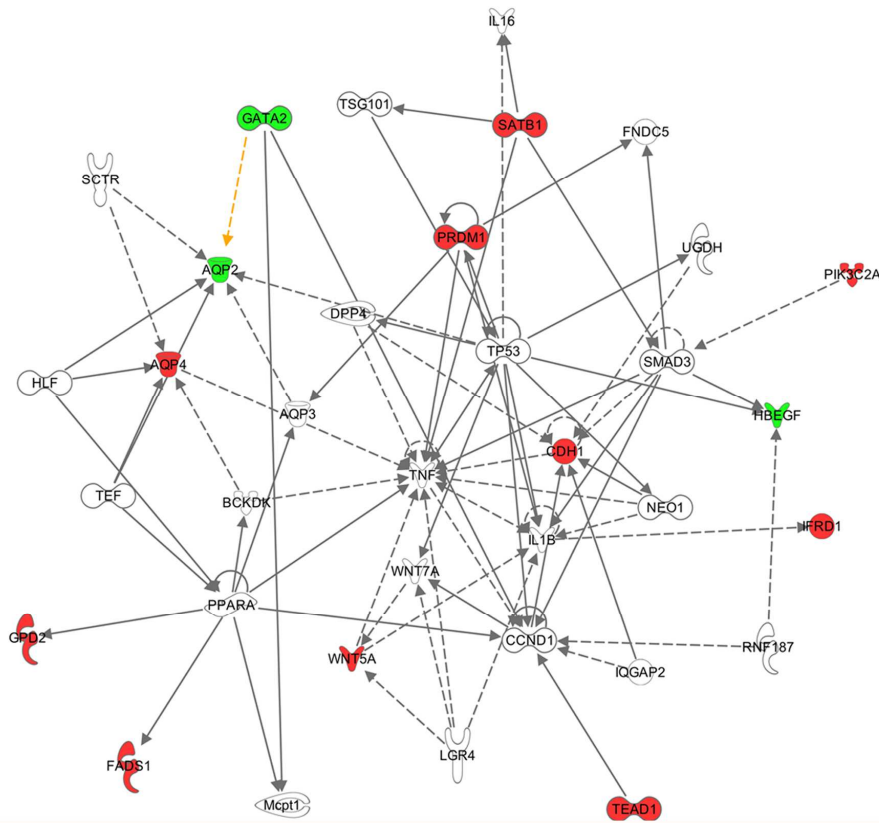 IL16
TSG101
GATA2
SATB1
FNDC5
SCTR
PRDM1
UGDH
AQP2
PIK3C2A
DPP4
TP53
SMAD3
AQP4
HLF
AQP3
HBEGF
CDH1
TNF
TEF
BCKDK
NEO1
IL1B
IFRD1
WNT7A
PPARA
GPD2
CCND1
WNT5A
RNF187
IQGAP2
LGR4
FADS1
Mcpt1
TEAD1